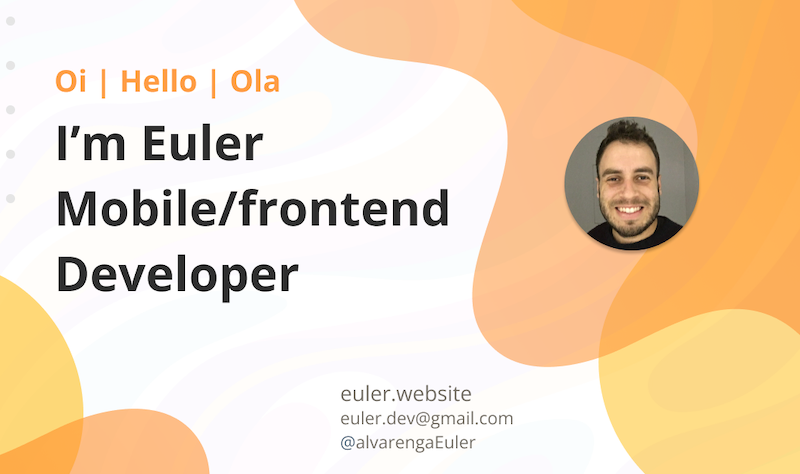 Oi | Hello | Ola
I’m Euler
Mobile/frontend
Developer
euler.website
euler.dev@gmail.com
@alvarengaEuler